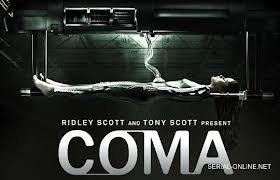 RIDLEY SCOTT AND TONY SCOTT PRESENT
COMA
SERIAL-ONLINE.NET